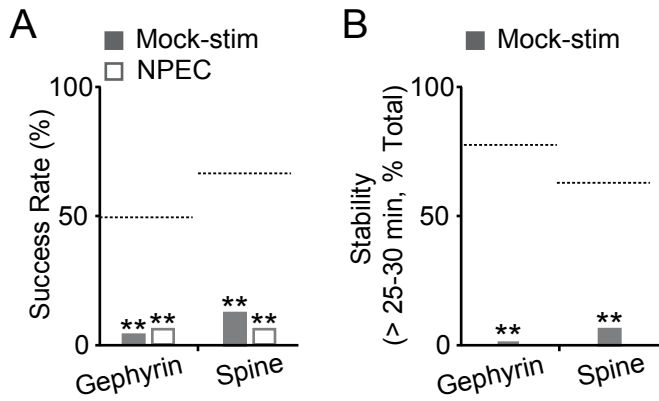 A
Mock-stim
NPEC
Success Rate (%)
100
50
0
** ** ** **
Gephyrin
Spine
B
Mock-stim
Stability
(> 25-30 min, % Total)
100
50
0
** **
Gephyrin
Spine